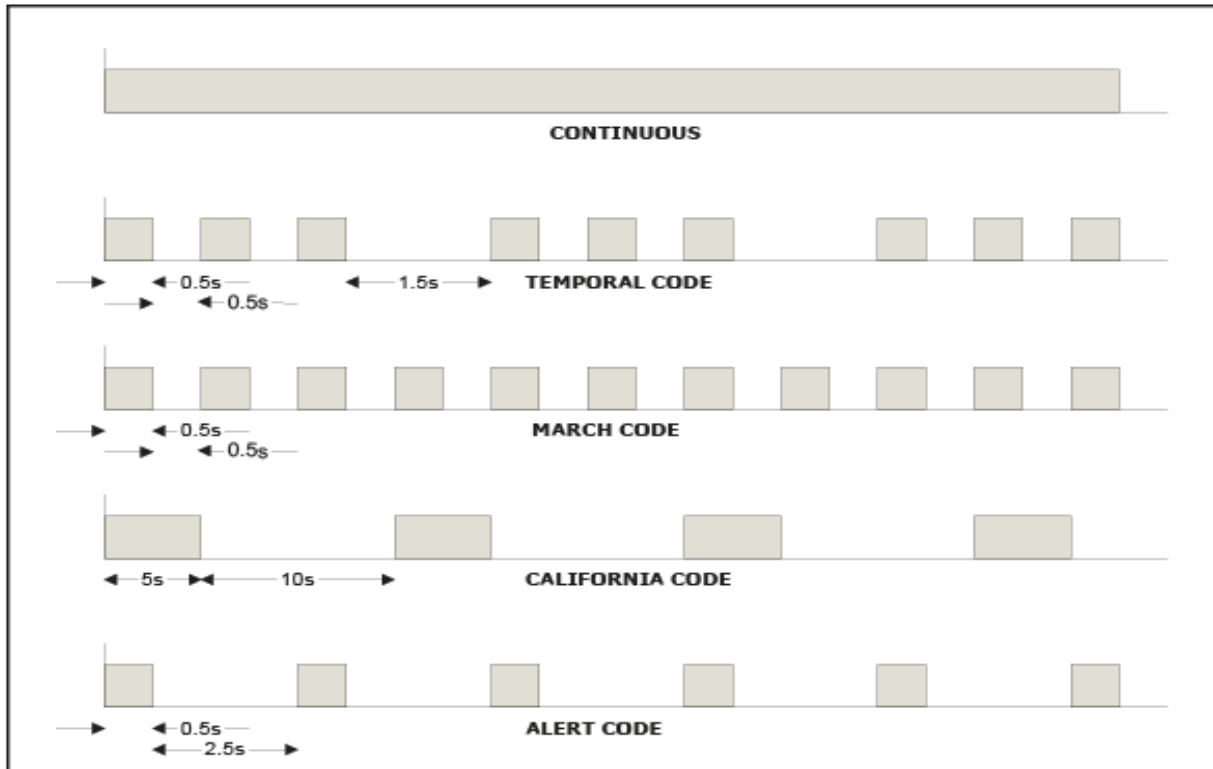 CONTINUOUS
0.5s 1.5s TEMPORAL CODE
0.5s
0.5s MARCH CODE
0.5s
5s 10s CALIFORNIA CODE
0.5s ALERT CODE
2.5s